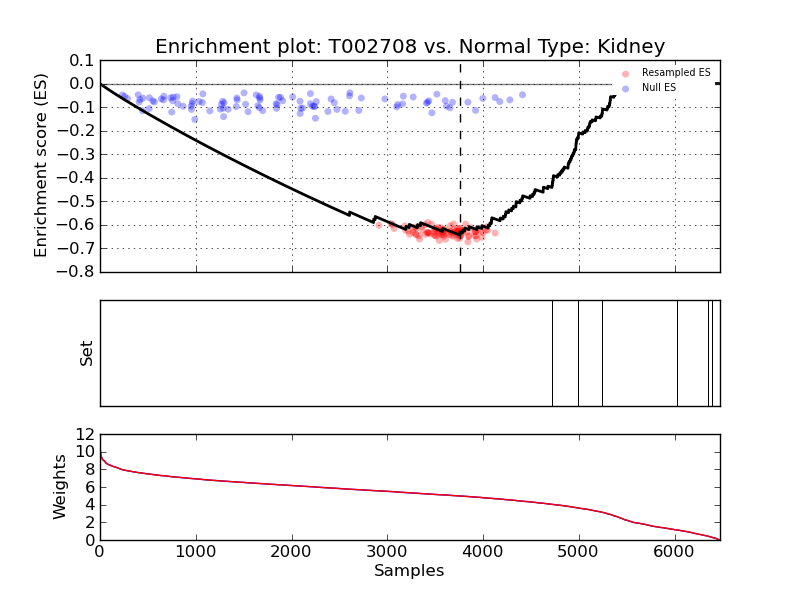 Enrichment plot: T002708 vs. Normal Type: Kidney
0.1
0.0
−0.1
−0.2
−0.3
−0.4
−0.5
−0.6
−0.7
−0.8
Enrichment score (ES)
Resampled ES
Null ES
Set
12
10
8
6
4
2
0
Weights
0 1000 2000 3000 4000 5000 6000
Samples